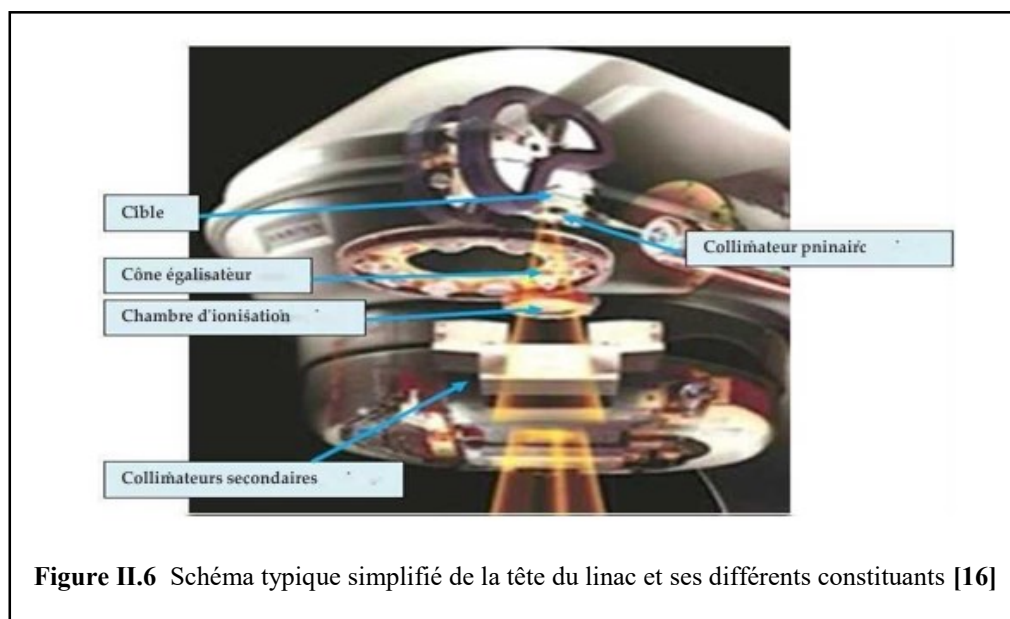 Cible
Collimateur pninairc
Cône égalisateur
Chambre d'ionisation
Collimateurs secondaires
Figure II.6 Schéma typique simplifié de la tête du linac et ses différents constituants [16]